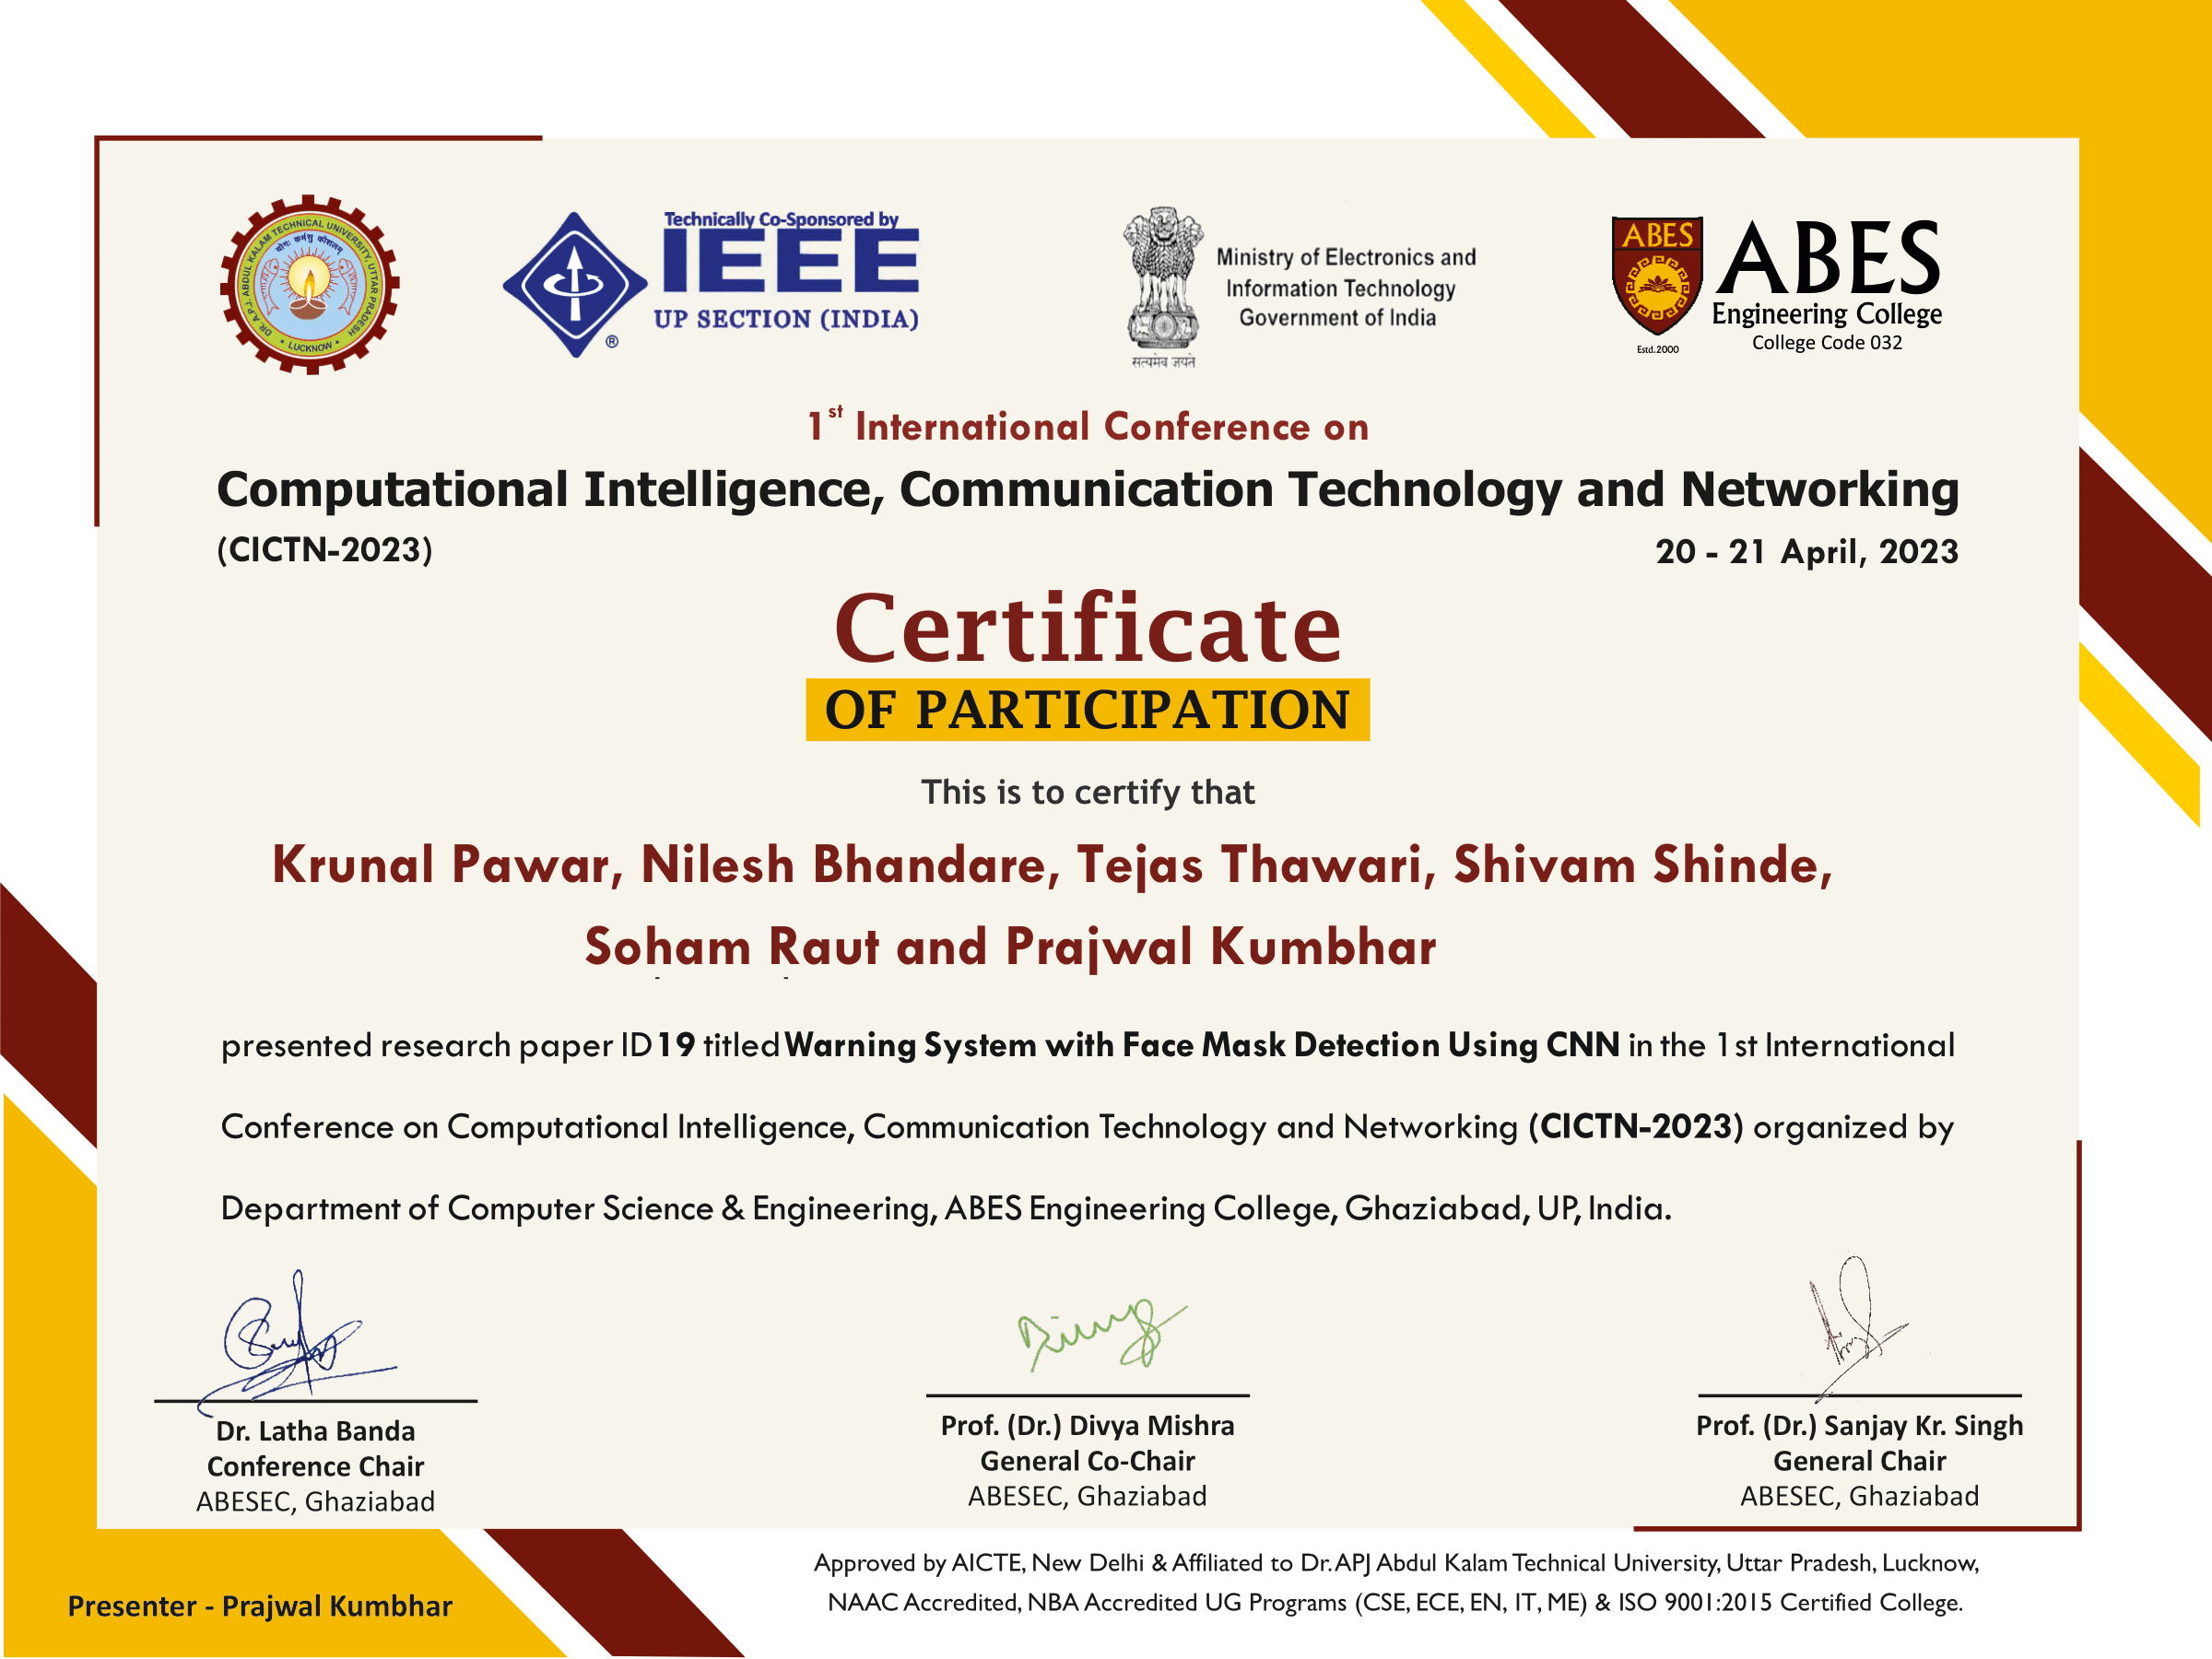 DR. A.P.J. ABDUL KALAM TECHNICAL UNIVERSITY, UTTAR PRADESH
• LUCKNOW •
योगः कर्मसु कौशलम्
Technically Co-Sponsored by
IEEE
UP SECTION (INDIA)
®
सत्यमेव जयते
Ministry of Electronics and
Information Technology
Government of India
ABES
Estd.2000
ABES
Engineering College
College Code 032
1st International Conference on
Computational Intelligence, Communication Technology and Networking
(CICTN-2023) 20 - 21 April, 2023
Certificate
OF PARTICIPATION
This is to certify that
Krunal Pawar, Nilesh Bhandare, Tejas Thawari, Shivam Shinde,
Soham Raut and Prajwal Kumbhar
presented research paper ID 19 titled Warning System with Face Mask Detection Using CNN in the 1st International
Conference on Computational Intelligence, Communication Technology and Networking (CICTN-2023) organized by
Department of Computer Science & Engineering, ABES Engineering College, Ghaziabad, UP, India.
Dr. Latha Banda
Conference Chair
ABESEC, Ghaziabad
Prof. (Dr.) Divya Mishra
General Co-Chair
ABESEC, Ghaziabad
Prof. (Dr.) Sanjay Kr. Singh
General Chair
ABESEC, Ghaziabad
Presenter - Prajwal Kumbhar
Approved by AICTE, New Delhi & Affiliated to Dr. APJ Abdul Kalam Technical University, Uttar Pradesh, Lucknow,
NAAC Accredited, NBA Accredited UG Programs (CSE, ECE, EN, IT, ME) & ISO 9001:2015 Certified College.